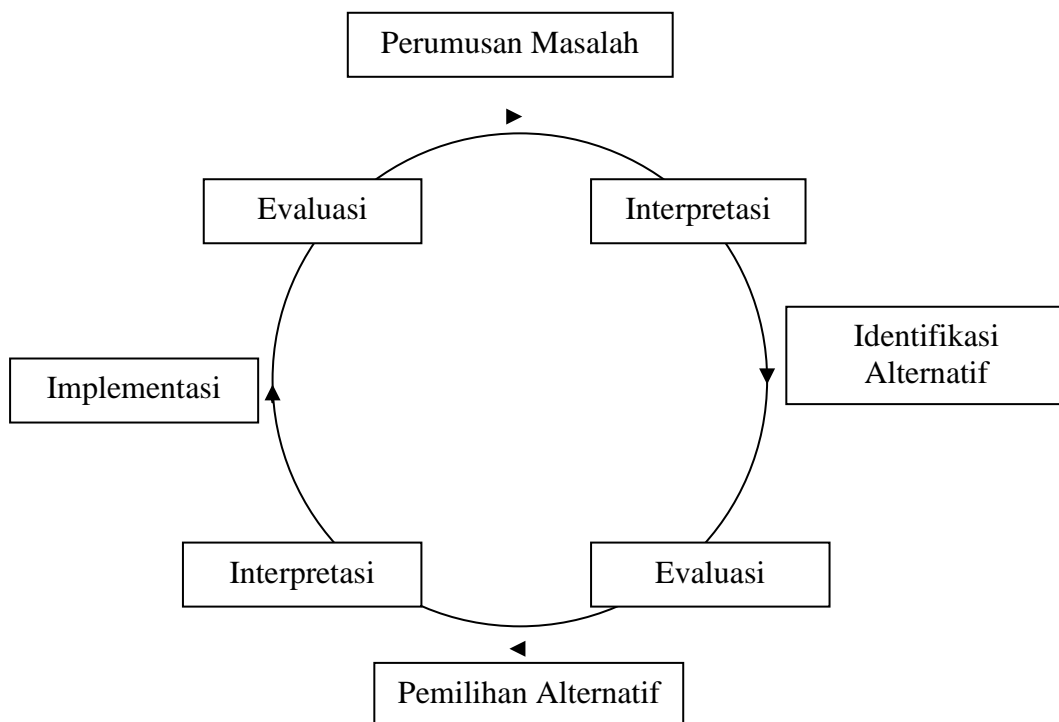 Perumusan Masalah
Evaluasi
Interpretasi
Identifikasi
Alternatif
Implementasi
Interpretasi
Evaluasi
Pemilihan Alternatif